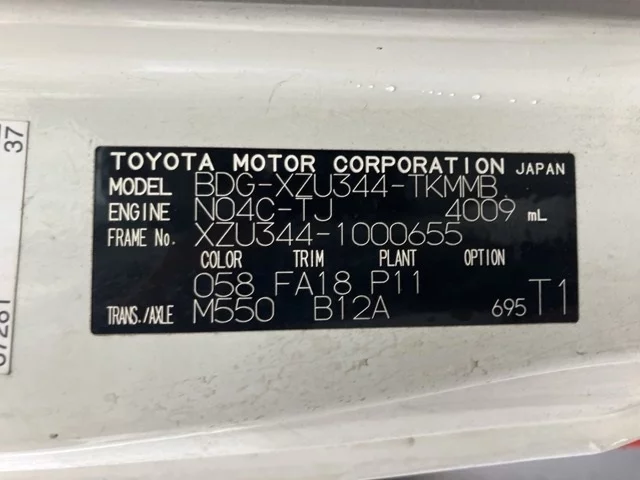 TOYOTA MOTOR CORPORATION JAPAN
MODEL BDG-XZU344-TKMMB
ENGINE N04C-TJ 4009 mL
FRAME No. XZU344-1000655
COLOR TRIM PLANT OPTION
058 FA18 P11
TRANS./AXLE M550 B12A 695 T1
37